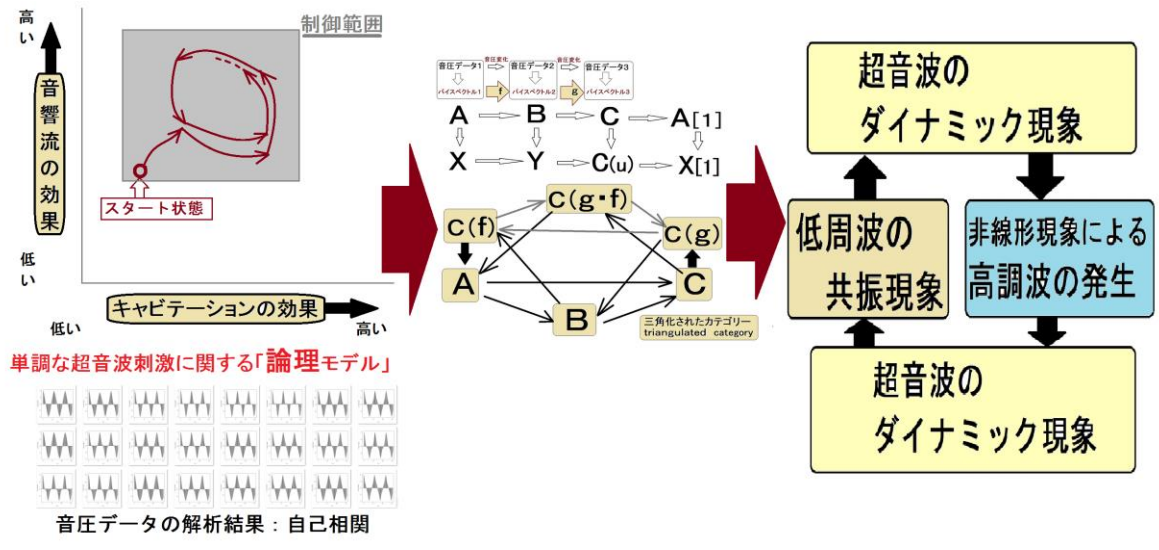 高い
音響流の効果
低い
制御範囲
スタート状態
キャビテーションの効果
低い
高い
単調な超音波刺激に関する「論理モデル」
音圧データの解析結果：自己相関
音圧変化
音圧変化
音圧データ1
音圧データ2
音圧データ3
バイスペクトル1
f
バイスペクトル2
g
バイスペクトル3
A
B
C
A[1]
X
Y
C(u)
X[1]
C(g・f)
C(f)
C(g)
A
C
B
三角化されたカテゴリー
triangulated category
超音波の
ダイナミック現象
低周波の
共振現象
非線形現象による
高調波の発生
超音波の
ダイナミック現象